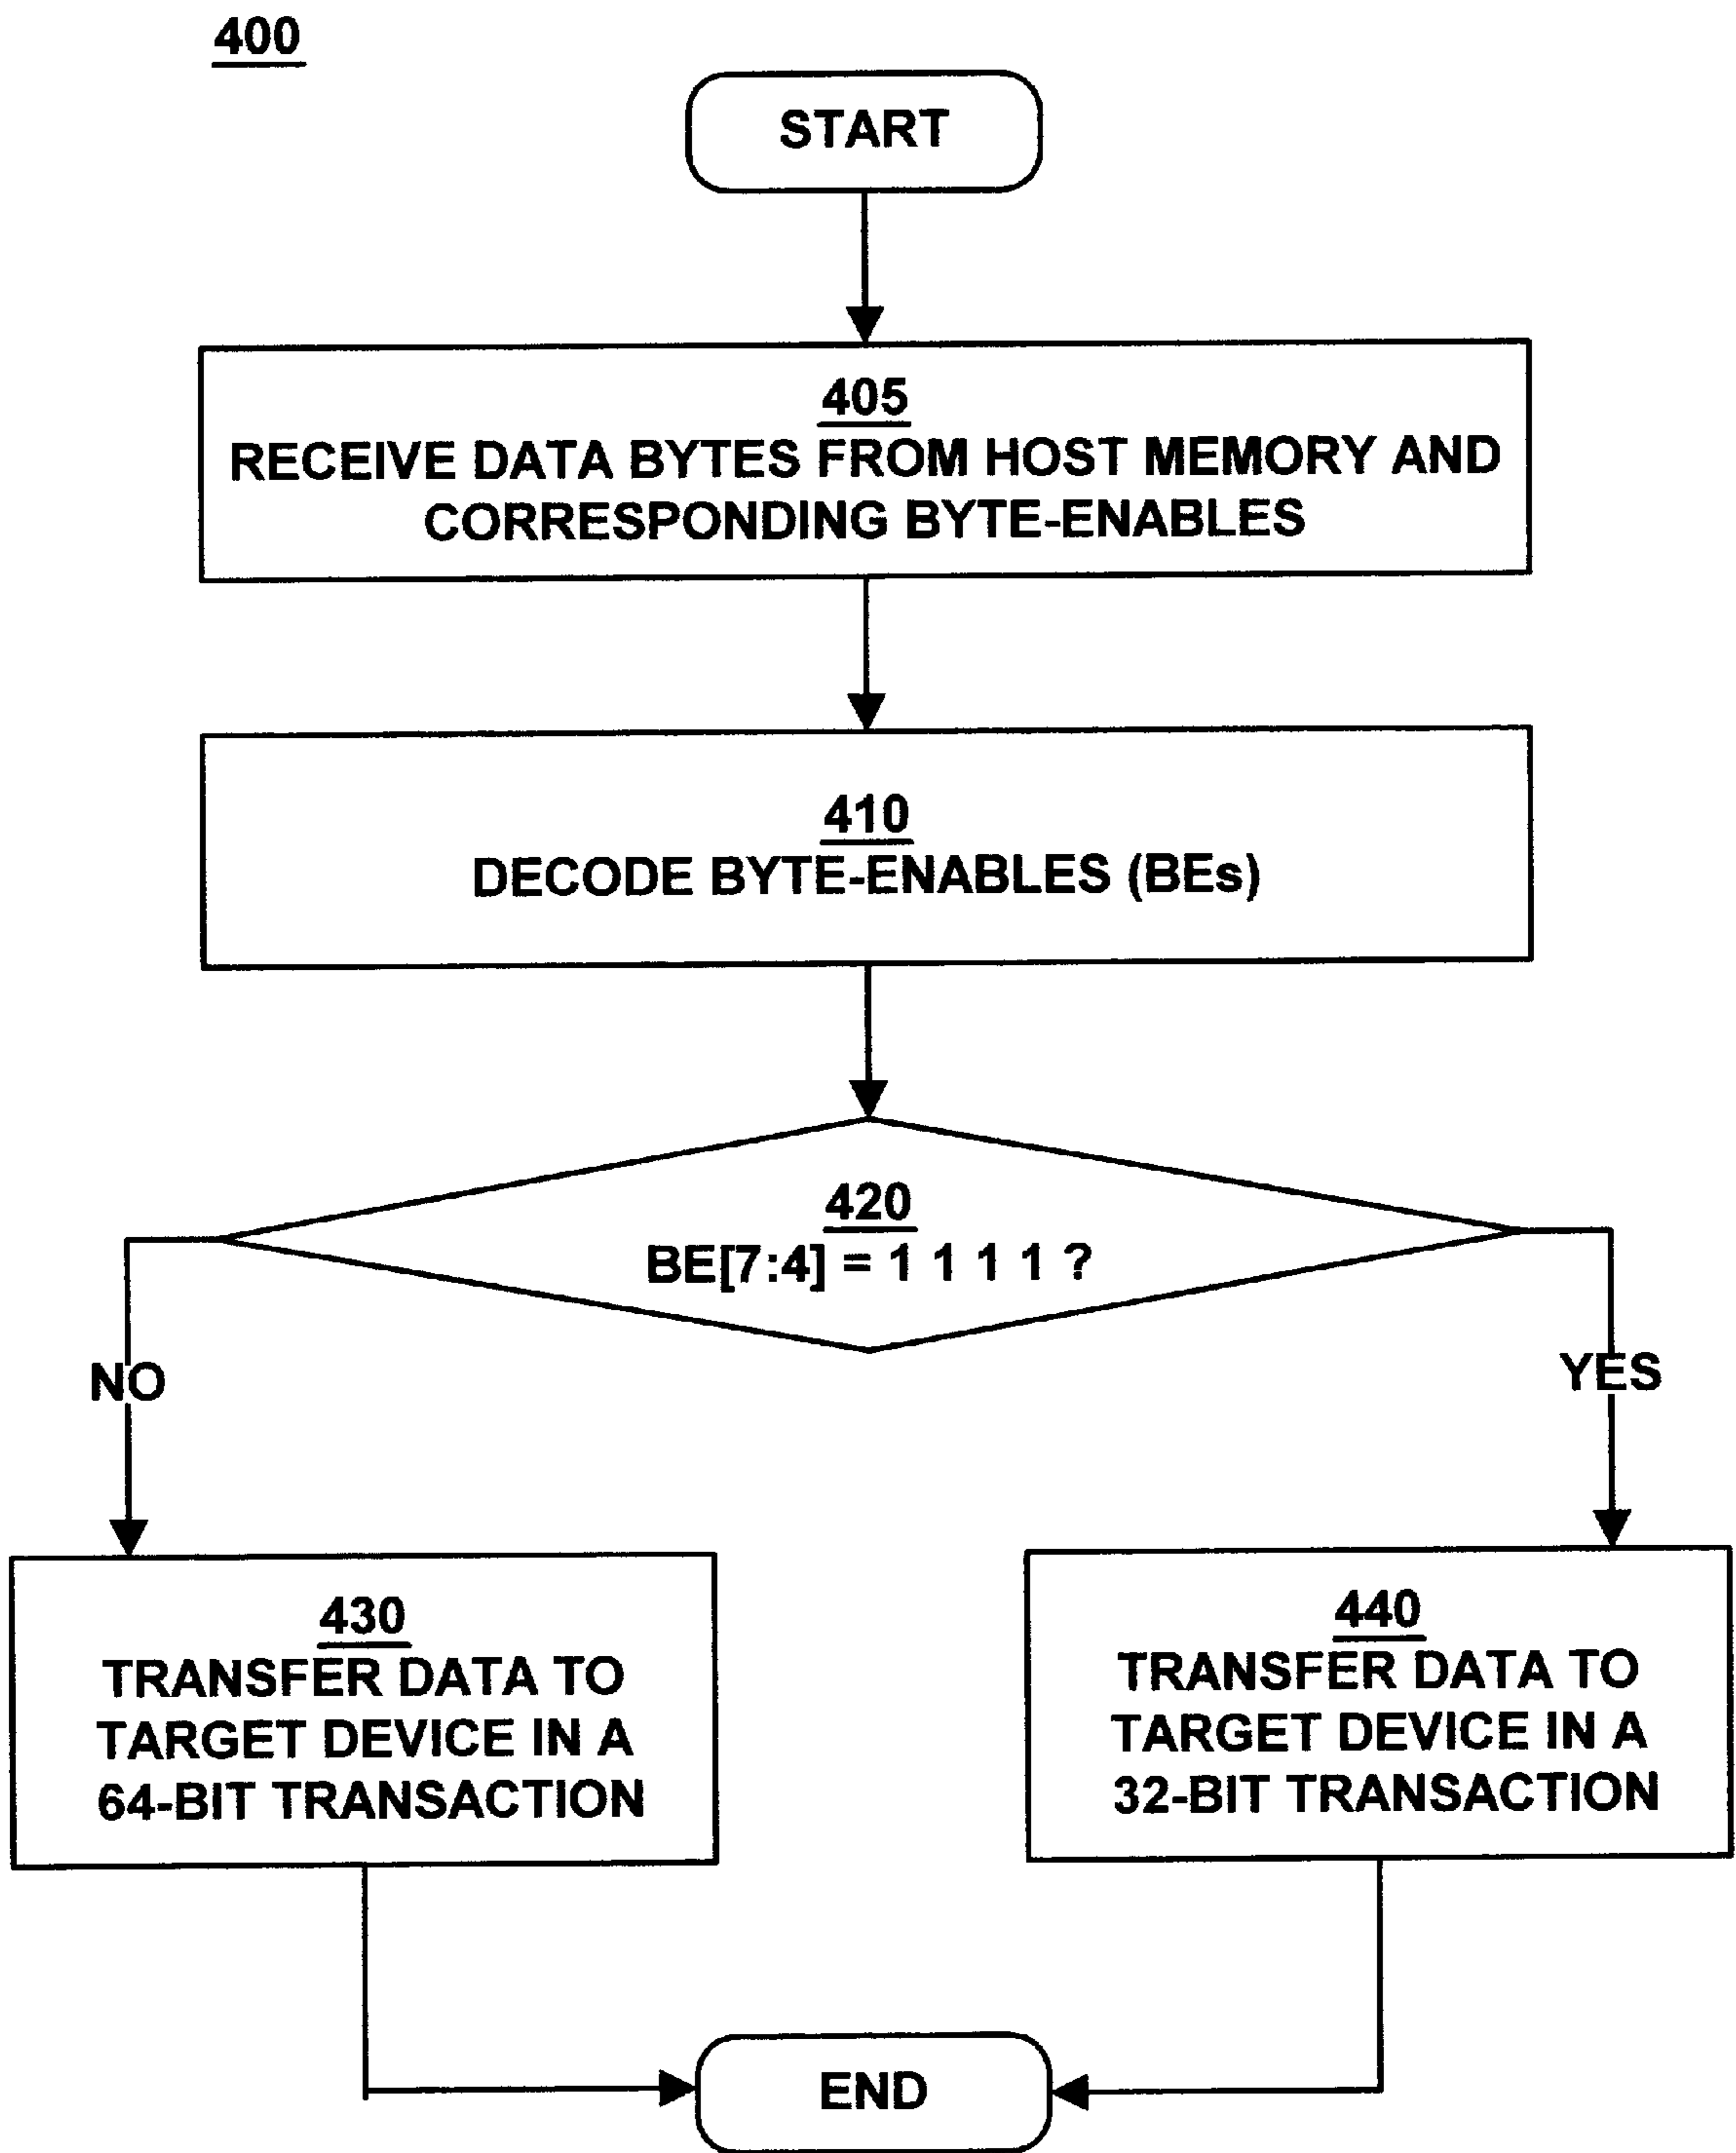 400
START
405
RECEIVE DATA BYTES FROM HOST MEMORY AND
CORRESPONDING BYTE-ENABLES
410
DECODE BYTE-ENABLES (BEs)
420
BE[7:4] = 1 1 1 1 ?
NO
YES
430
TRANSFER DATA TO
TARGET DEVICE IN A
64-BIT TRANSACTION
440
TRANSFER DATA TO
TARGET DEVICE IN A
32-BIT TRANSACTION
END